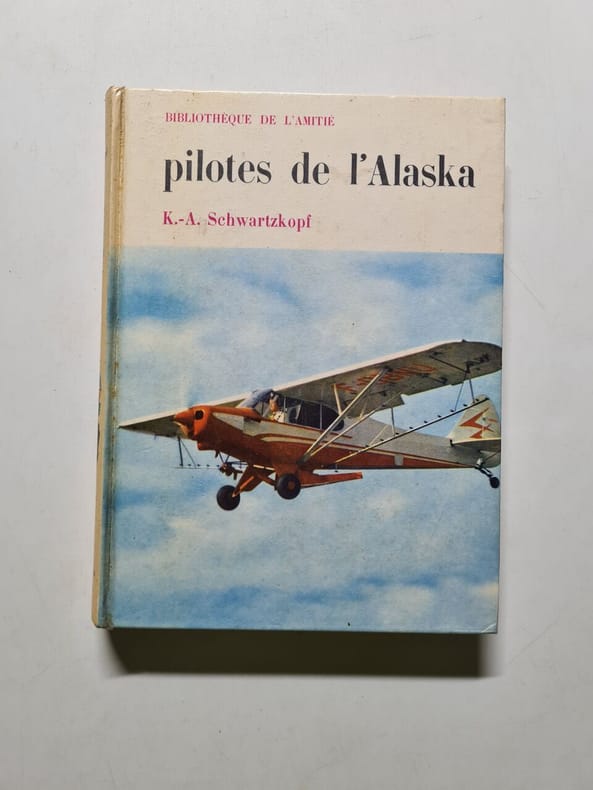 BIBLIOTHÈQUE DE L'AMITIÉ
pilotes de l'Alaska
K.-A. Schwartzkopf